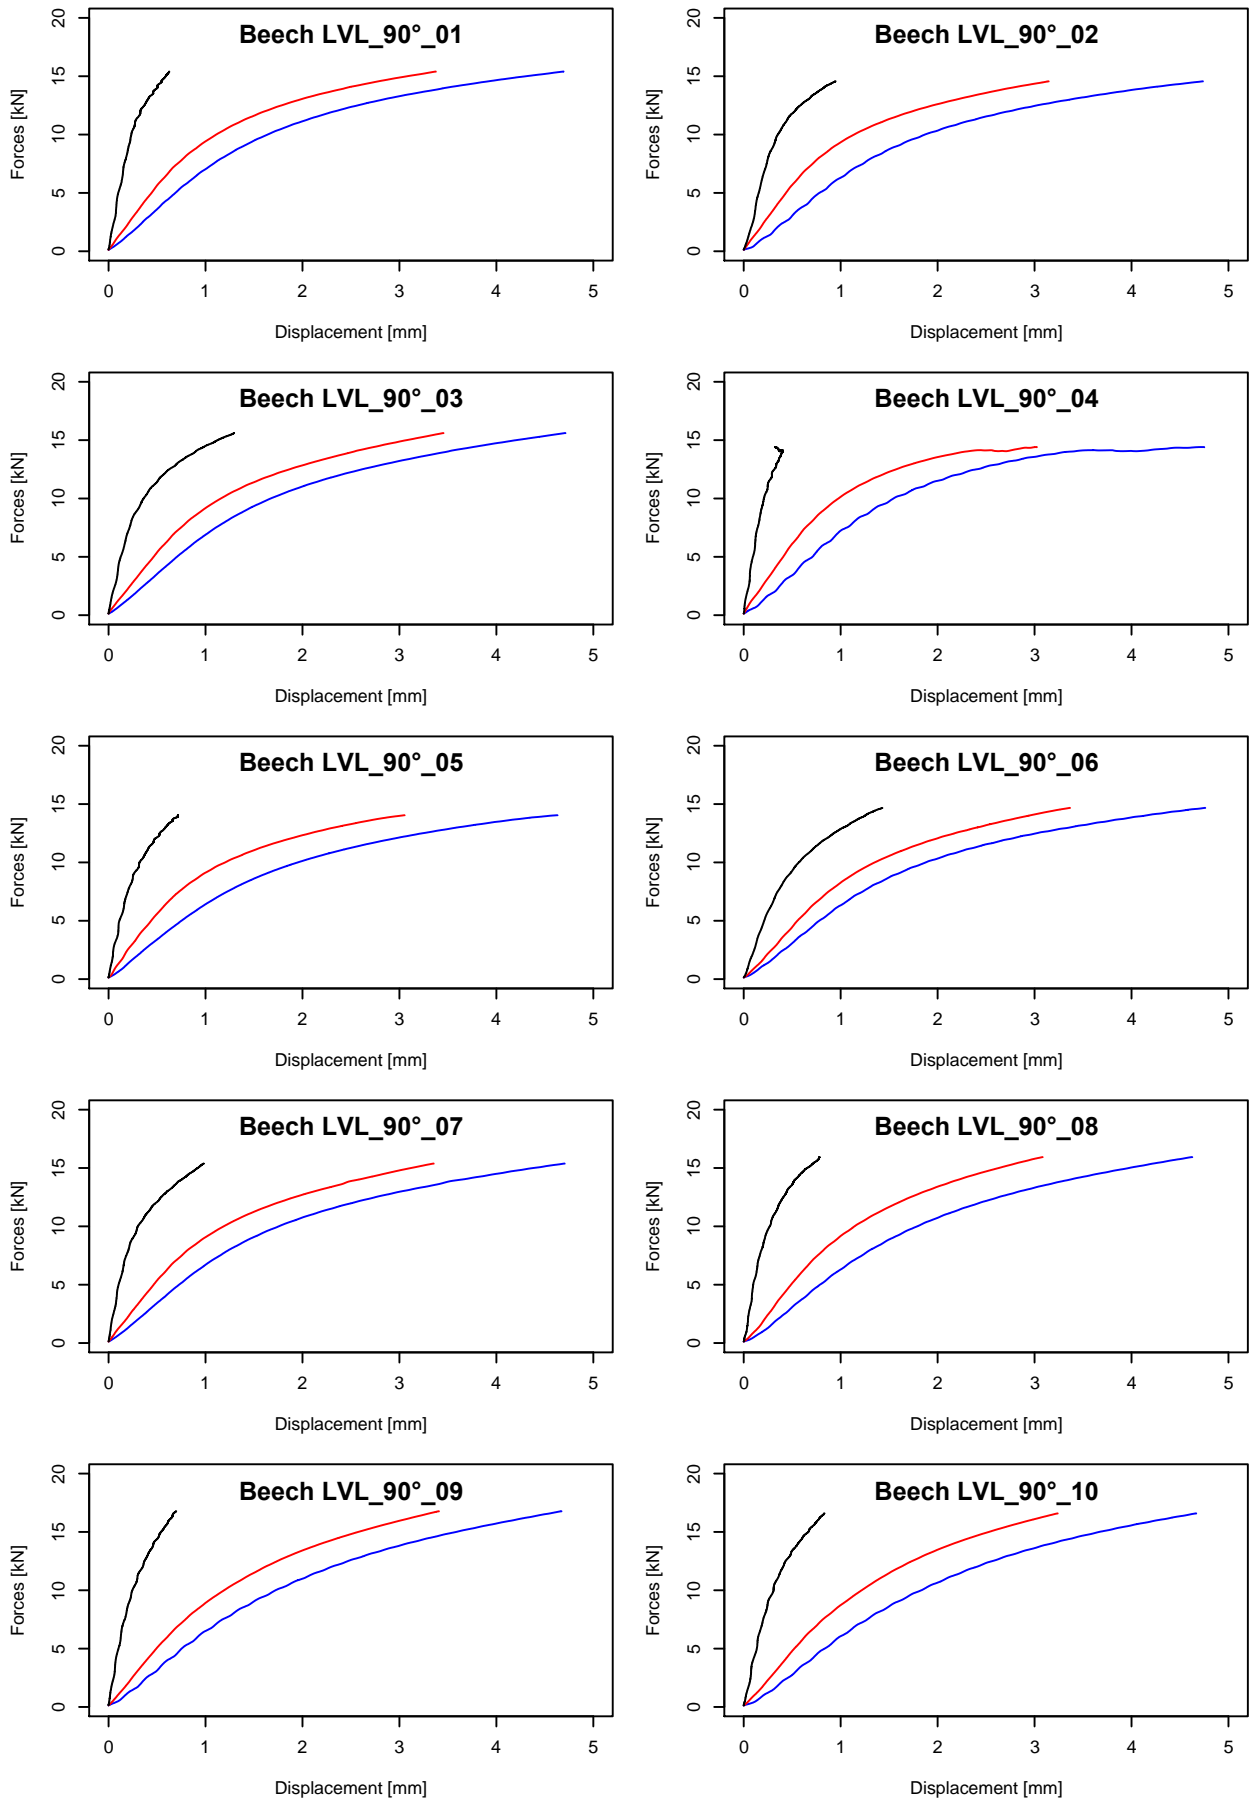 Beech LVL_90°_01
Forces [kN]
0 5 10 15 20
0 1 2 3 4 5
Displacement [mm]
Beech LVL_90°_02
Forces [kN]
0 5 10 15 20
0 1 2 3 4 5
Displacement [mm]
Beech LVL_90°_03
Forces [kN]
0 5 10 15 20
0 1 2 3 4 5
Displacement [mm]
Beech LVL_90°_04
Forces [kN]
0 5 10 15 20
0 1 2 3 4 5
Displacement [mm]
Beech LVL_90°_05
Forces [kN]
0 5 10 15 20
0 1 2 3 4 5
Displacement [mm]
Beech LVL_90°_06
Forces [kN]
0 5 10 15 20
0 1 2 3 4 5
Displacement [mm]
Beech LVL_90°_07
Forces [kN]
0 5 10 15 20
0 1 2 3 4 5
Displacement [mm]
Beech LVL_90°_08
Forces [kN]
0 5 10 15 20
0 1 2 3 4 5
Displacement [mm]
Beech LVL_90°_09
Forces [kN]
0 5 10 15 20
0 1 2 3 4 5
Displacement [mm]
Beech LVL_90°_10
Forces [kN]
0 5 10 15 20
0 1 2 3 4 5
Displacement [mm]